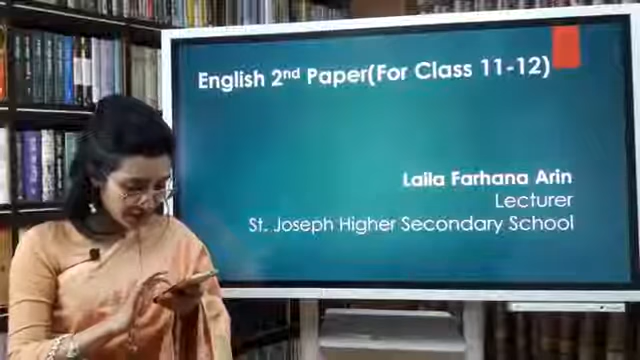 English 2nd Paper(For Class 11-12)
Laila Farhana Arin
Lecturer
St. Joseph Higher Secondary School